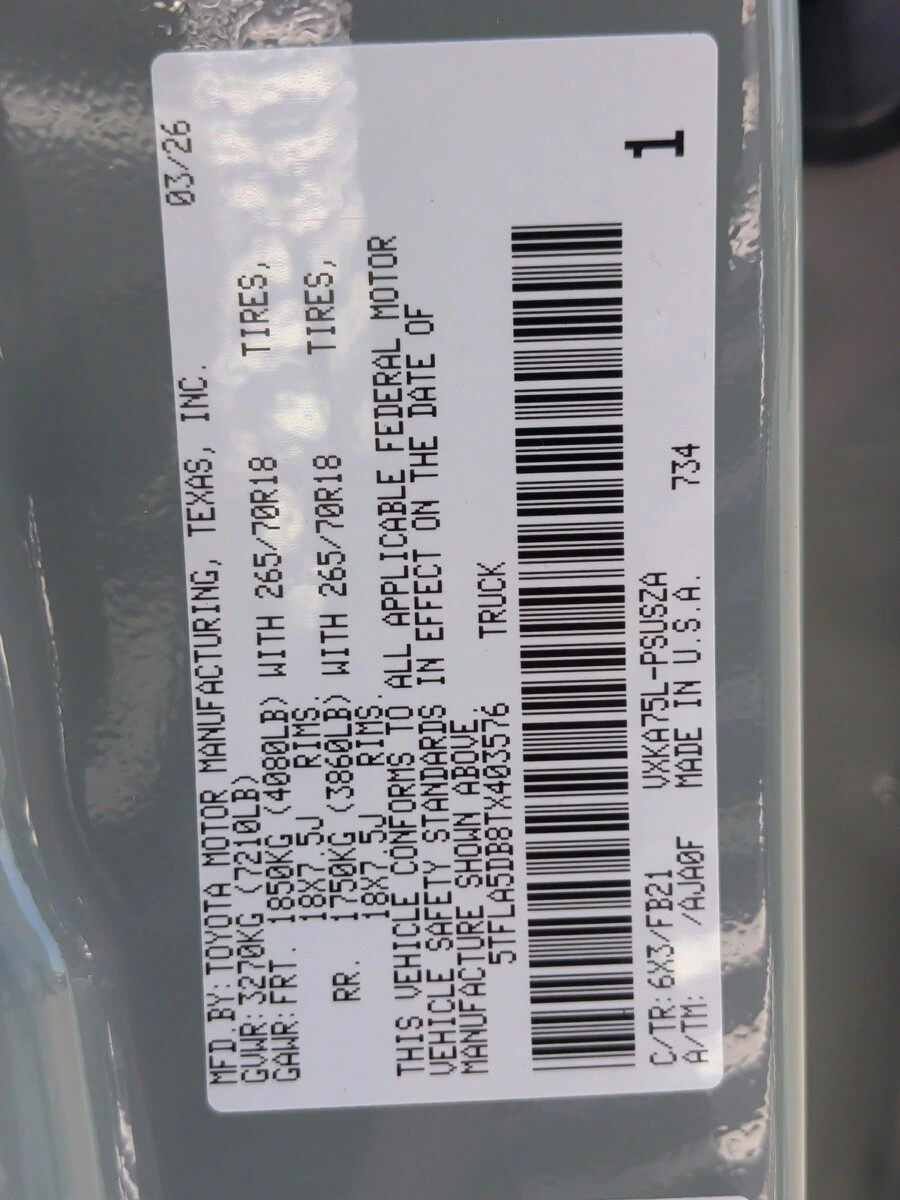 MFD.BY: TOYOTA MOTOR MANUFACTURING, TEXAS, INC. 03/26
GVWR: 3270KG (7210LB)
GAWR: FRT. 1850KG (4080LB) WITH 265/70R18 TIRES,
18X7.5J RIMS.
RR. 1750KG (3860LB) WITH 265/70R18 TIRES,
18X7.5J RIMS.
THIS VEHICLE CONFORMS TO ALL APPLICABLE FEDERAL MOTOR
VEHICLE SAFETY STANDARDS IN EFFECT ON THE DATE OF
MANUFACTURE SHOWN ABOVE.
5TFLA5DB8TX403576 TRUCK
1
C/TR: 6X3/FB21 VXKA75L-PSUSZA
A/TM: /AJA0F MADE IN U.S.A. 734